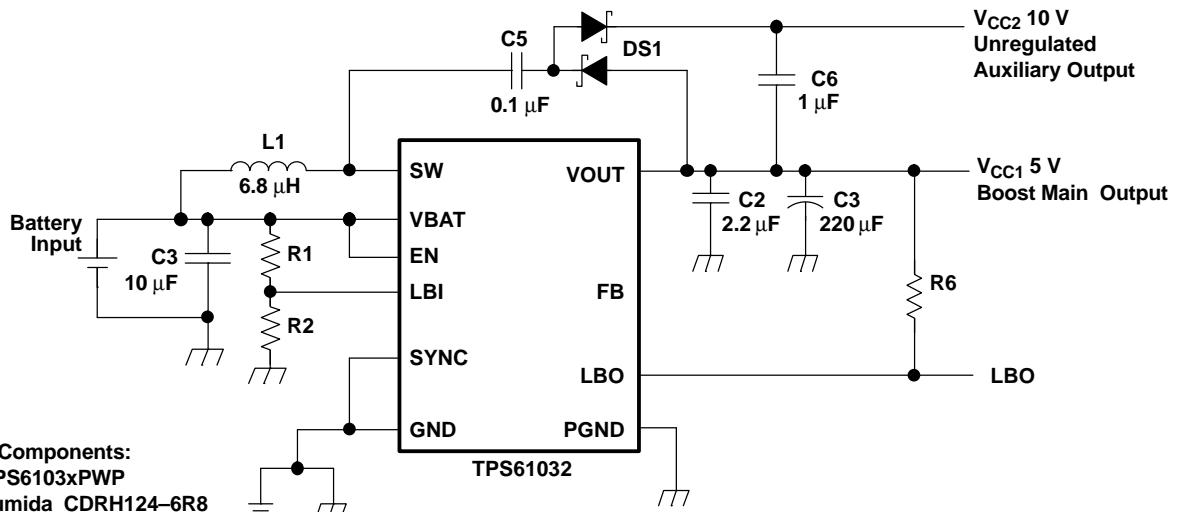 C5
0.1 µF
DS1
VCC2 10 V
Unregulated
Auxiliary Output
C6
1 µF
L1
6.8 µH
SW
VOUT
VCC1 5 V
Boost Main Output
Battery
Input
C3
10 µF
R1
R2
VBAT
EN
LBI
SYNC
GND
FB
LBO
PGND
C2
2.2 µF
C3
220 µF
R6
LBO
TPS61032
Components:
PS6103xPWP
umida CDRH124–6R8